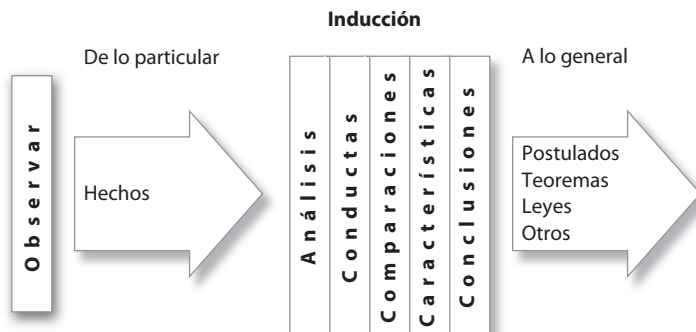 Inducción
De lo particular
A lo general
Observar
Hechos
Análisis
Conductas
Comparaciones
Características
Conclusiones
Postulados
Teoremas
Leyes
Otros